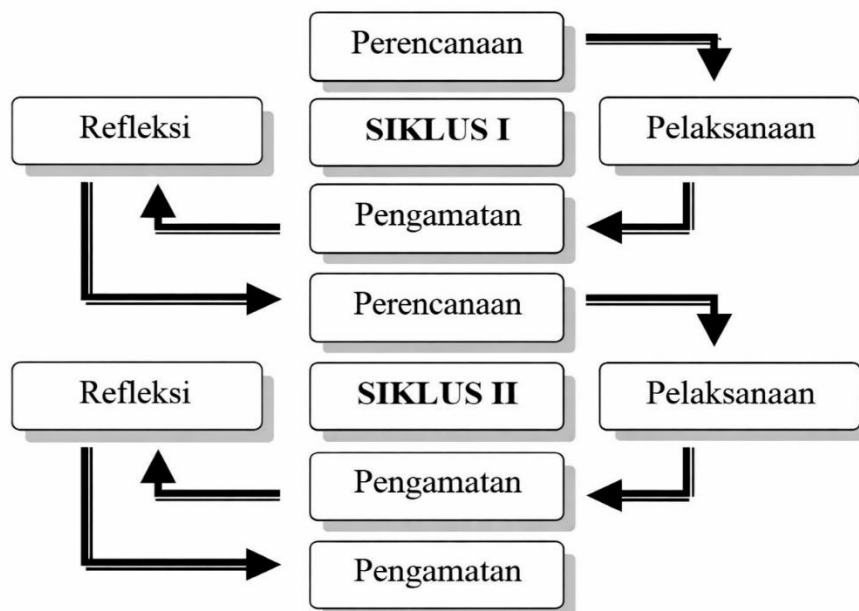 Perencanaan
Refleksi
SIKLUS I
Pelaksanaan
Pengamatan
Perencanaan
Refleksi
SIKLUS II
Pelaksanaan
Pengamatan
Pengamatan